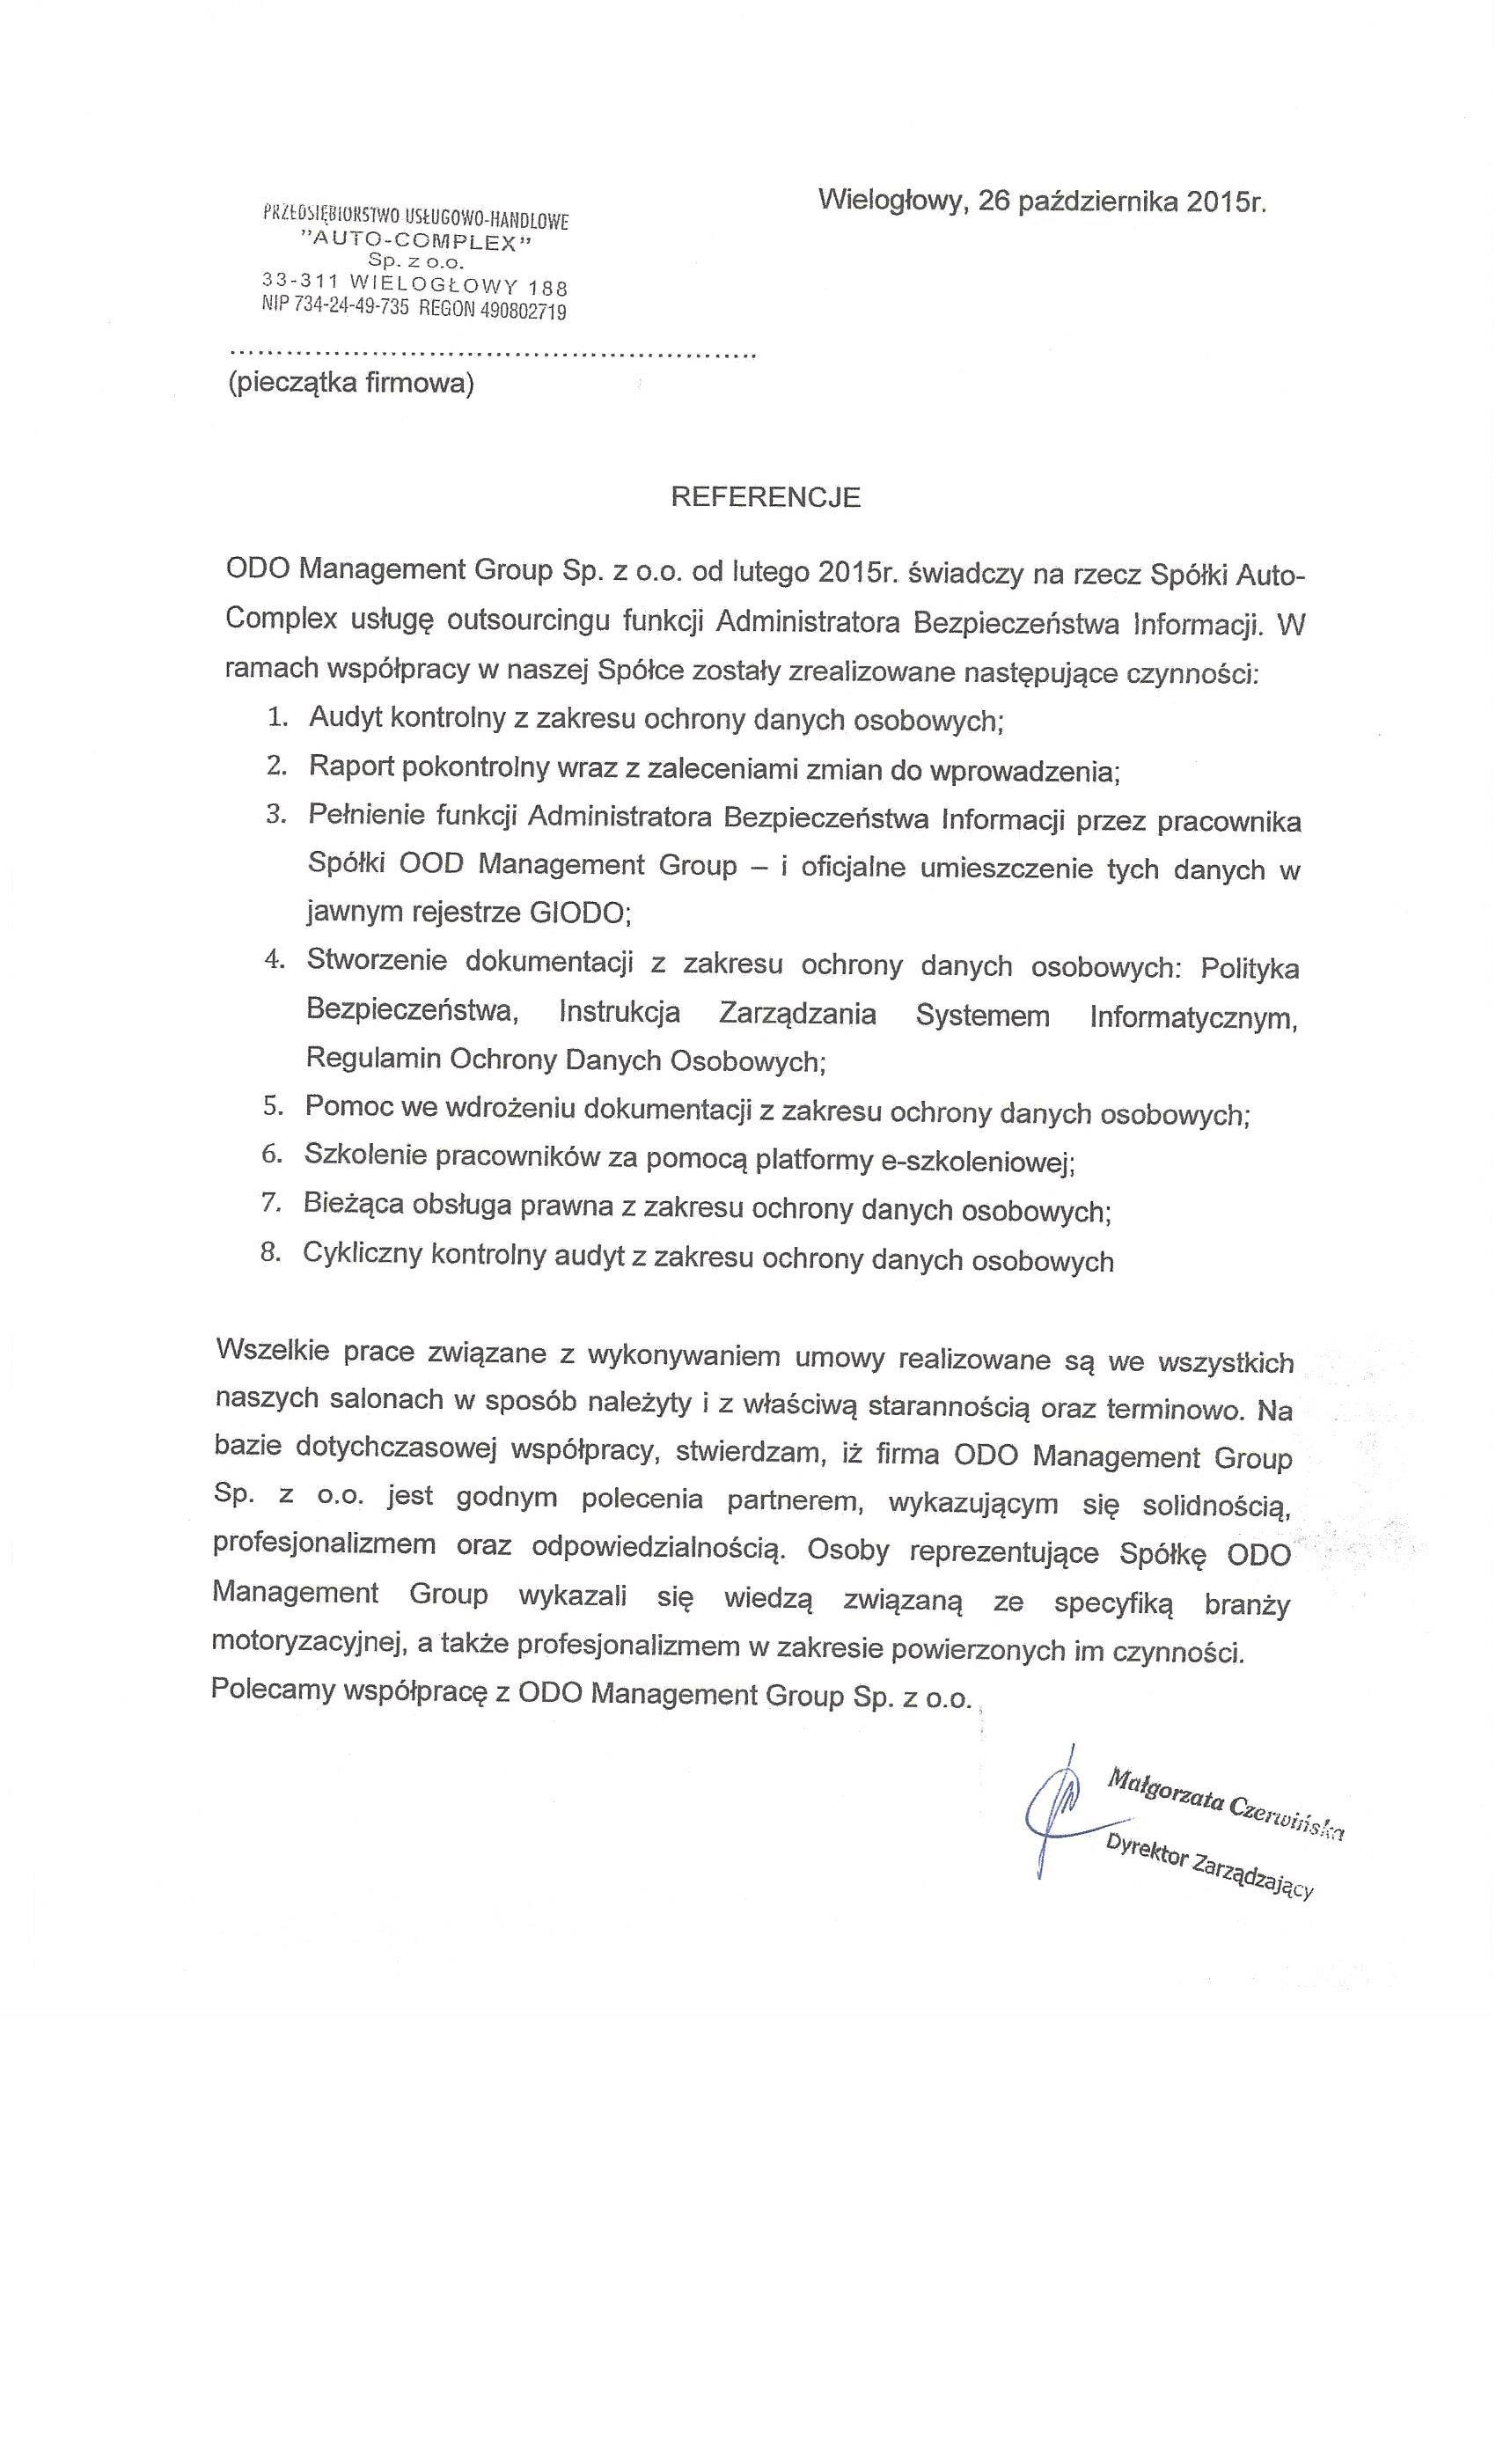 Wielogłowy, 26 października 2015r.
PRZEDSIĘBIORSTWO USŁUGOWO-HANDLOWE
"AUTO-COMPLEX"
Sp. z o.o.
33-311 WIELOGŁOWY 188
NIP 734-24-49-735 REGON 490802719
(pieczątka firmowa)
REFERENCJE
ODO Management Group Sp. z o.o. od lutego 2015r. świadczy na rzecz Spółki Auto-
Complex usługę outsourcingu funkcji Administratora Bezpieczeństwa Informacji. W
ramach współpracy w naszej Spółce zostały zrealizowane następujące czynności:
1. Audyt kontrolny z zakresu ochrony danych osobowych;
2. Raport pokontrolny wraz z zaleceniami zmian do wprowadzenia;
3. Pełnienie funkcji Administratora Bezpieczeństwa Informacji przez pracownika
Spółki OOD Management Group – i oficjalne umieszczenie tych danych w
jawnym rejestrze GIODO;
4. Stworzenie dokumentacji z zakresu ochrony danych osobowych: Polityka
Bezpieczeństwa, Instrukcja Zarządzania Systemem Informatycznym,
Regulamin Ochrony Danych Osobowych;
5. Pomoc we wdrożeniu dokumentacji z zakresu ochrony danych osobowych;
6. Szkolenie pracowników za pomocą platformy e-szkoleniowej;
7. Bieżąca obsługa prawna z zakresu ochrony danych osobowych;
8. Cykliczny kontrolny audyt z zakresu ochrony danych osobowych
Wszelkie prace związane z wykonywaniem umowy realizowane są we wszystkich
naszych salonach w sposób należyty i z właściwą starannością oraz terminowo. Na
bazie dotychczasowej współpracy, stwierdzam, iż firma ODO Management Group
Sp. z o.o. jest godnym polecenia partnerem, wykazującym się solidnością,
profesjonalizmem oraz odpowiedzialnością. Osoby reprezentujące Spółkę ODO
Management Group wykazali się wiedzą związaną ze specyfiką branży
motoryzacyjnej, a także profesjonalizmem w zakresie powierzonych im czynności.
Polecamy współpracę z ODO Management Group Sp. z o.o.
Małgorzata Czerwińska
Dyrektor Zarządzający